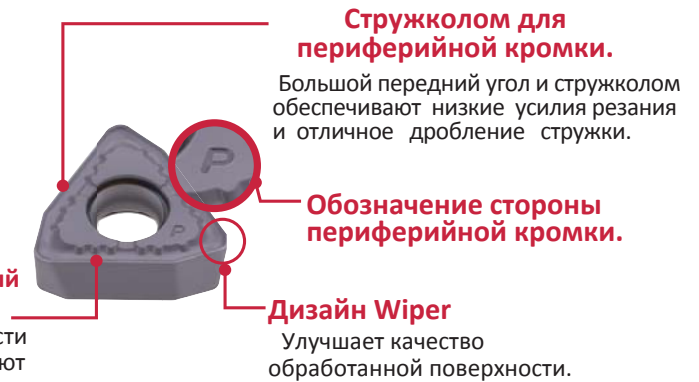 Стружколом для
периферийной кромки.
Большой передний угол и стружколом
обеспечивают низкие усилия резания
и отличное дробление стружки.
P
P
Обозначение стороны
периферийной кромки.
Дизайн Wiper
Улучшает качество
обработанной поверхности.